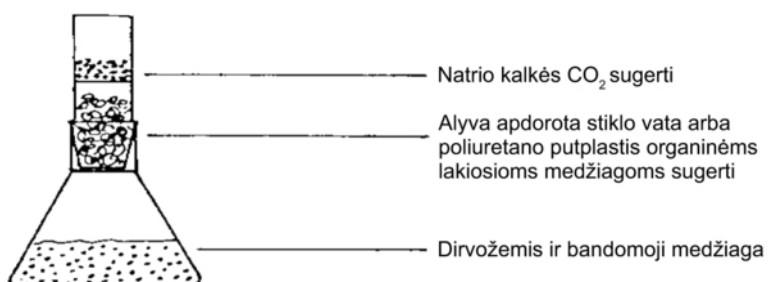 Natrio kalkės CO₂ sugerti
Alyva apdorota stiklo vata arba
poliuretano putplastis organinėms
lakiosioms medžiagoms sugerti
Dirvožemis ir bandomoji medžiaga